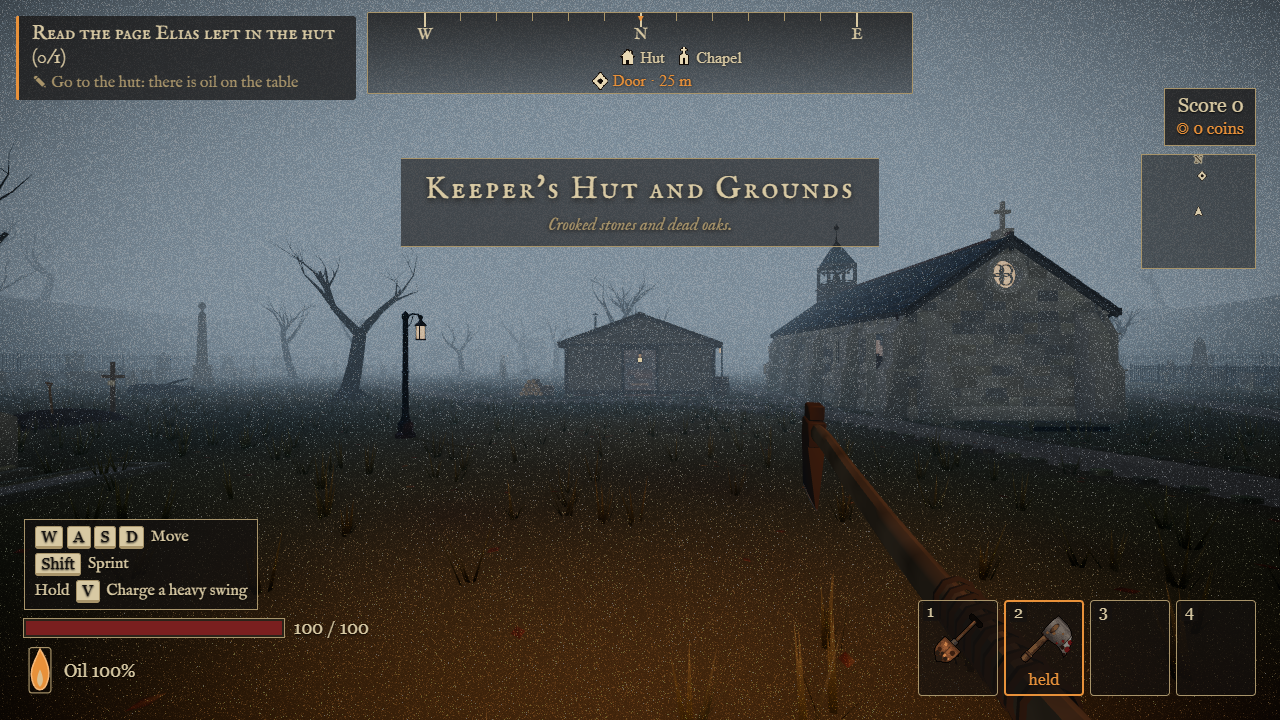 Read the page Elias left in the hut
(0/1)
Go to the hut: there is oil on the table
W N E
Hut Chapel
Door · 25 m
Score 0
0 coins
N
Keeper's Hut and Grounds
Crooked stones and dead oaks.
W A S D Move
Shift Sprint
Hold V Charge a heavy swing
100 / 100
Oil 100%
1 2 3 4
held